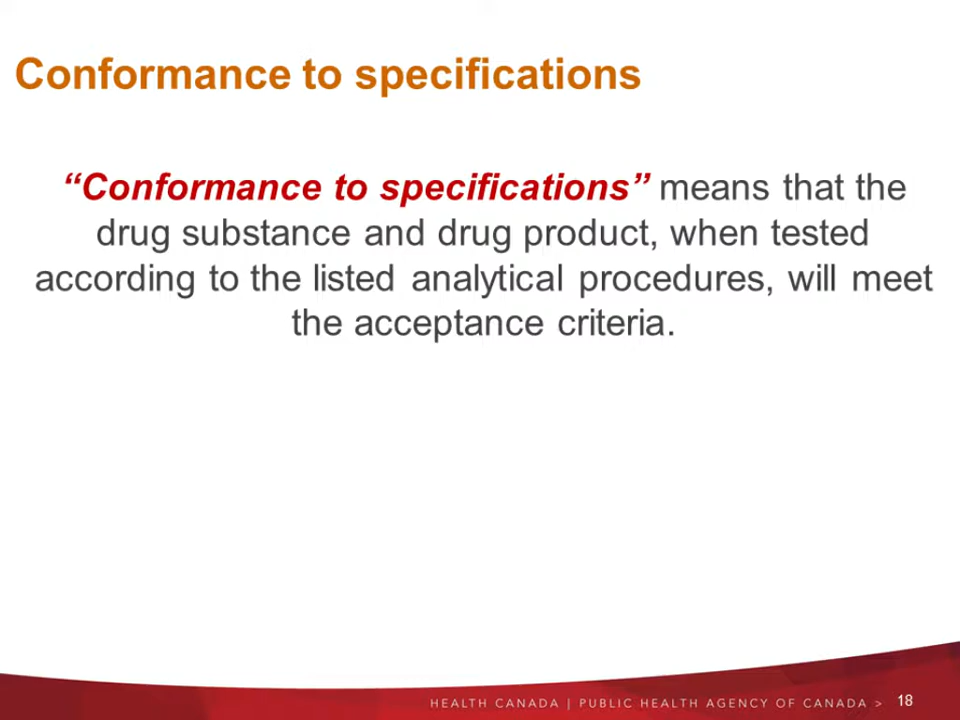 Conformance to specifications
“Conformance to specifications” means that the
drug substance and drug product, when tested
according to the listed analytical procedures, will meet
the acceptance criteria.
HEALTH CANADA | PUBLIC HEALTH AGENCY OF CANADA > 18